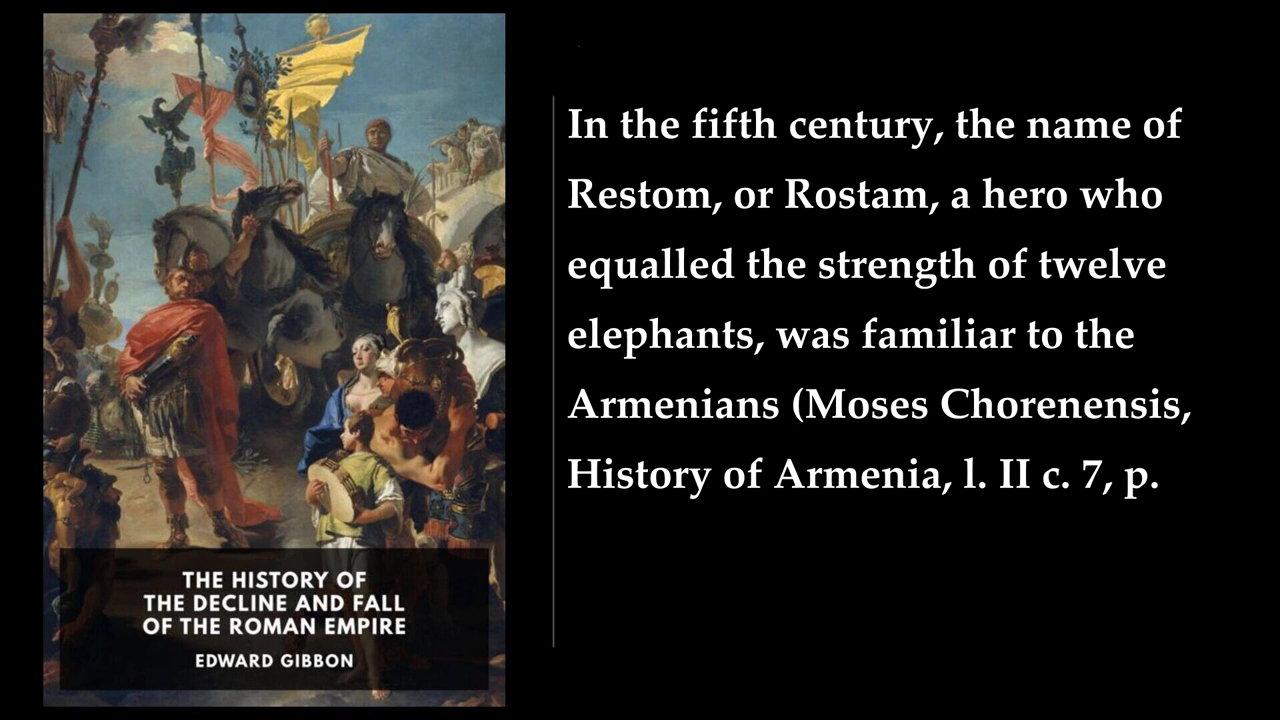 THE HISTORY OF
THE DECLINE AND FALL
OF THE ROMAN EMPIRE
EDWARD GIBBON
In the fifth century, the name of
Restom, or Rostam, a hero who
equalled the strength of twelve
elephants, was familiar to the
Armenians (Moses Chorenensis,
History of Armenia, l. II c. 7, p.